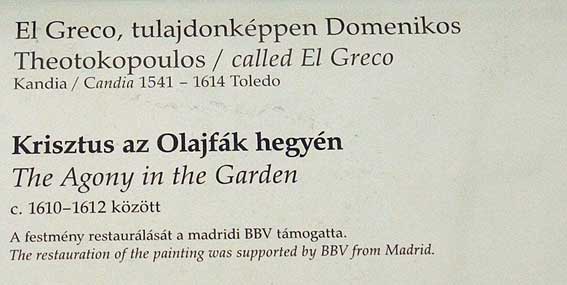 El Greco, tulajdonképpen Domenikos
Theotokopoulos / called El Greco
Kandia / Candia 1541 – 1614 Toledo
Krisztus az Olajfák hegyén
The Agony in the Garden
c. 1610–1612 között
A festmény restaurálását a madridi BBV támogatta.
The restauration of the painting was supported by BBV from Madrid.